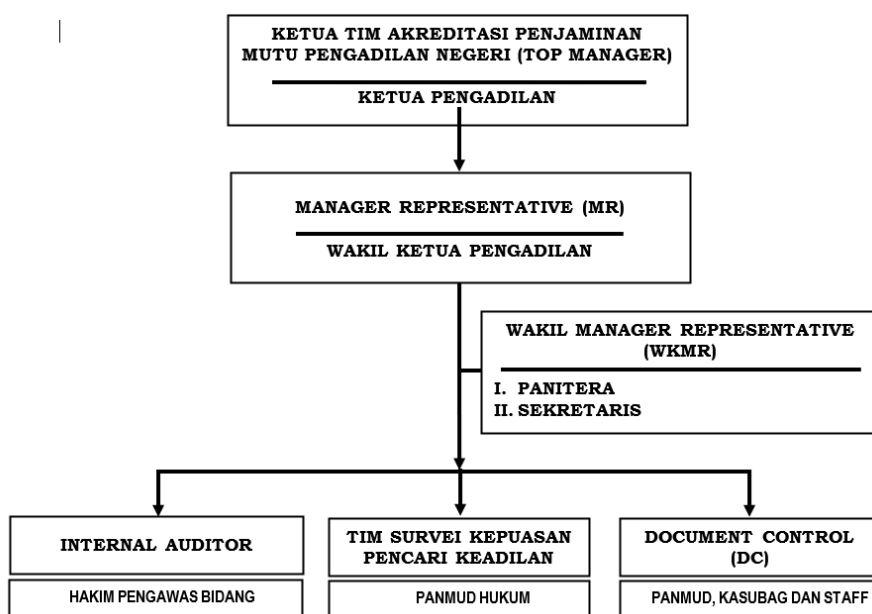 KETUA TIM AKREDITASI PENJAMINAN
MUTU PENGADILAN NEGERI (TOP MANAGER)
KETUA PENGADILAN
MANAGER REPRESENTATIVE (MR)
WAKIL KETUA PENGADILAN
WAKIL MANAGER REPRESENTATIVE
(WKMR)
I. PANITERA
II. SEKRETARIS
INTERNAL AUDITOR
HAKIM PENGAWAS BIDANG
TIM SURVEI KEPUASAN
PENCARI KEADILAN
PANMUD HUKUM
DOCUMENT CONTROL
(DC)
PANMUD, KASUBAG DAN STAFF